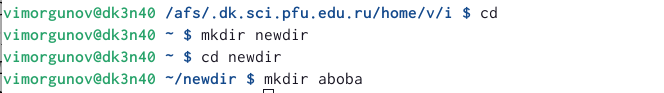 vimorgunov@dk3n40 /afs/.dk.sci.pfu.edu.ru/home/v/i $ cd
vimorgunov@dk3n40 ~ $ mkdir newdir
vimorgunov@dk3n40 ~ $ cd newdir
vimorgunov@dk3n40 ~/newdir $ mkdir aboba